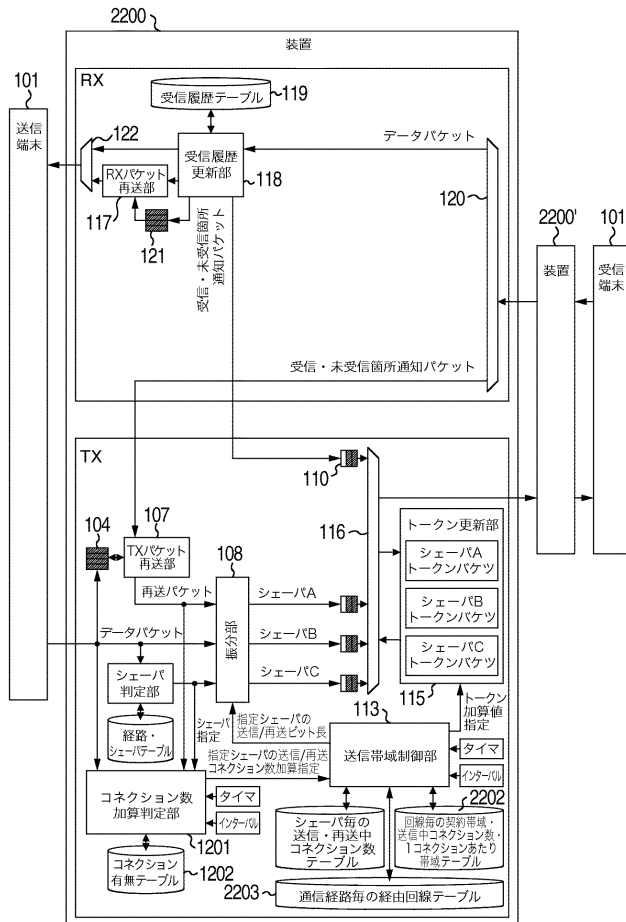 2200
装置
101
送信
端末
RX
受信履歴テーブル
119
122
受信履歴
更新部
118
RXパケット
再送部
117
121
データパケット
120
受信・未受信箇所
通知パケット
2200'
装置
101
受信
端末
受信・未受信箇所通知パケット
TX
110
116
104
107
TXパケット
再送部
108
振分部
再送パケット
データパケット
シェーパA
シェーパB
シェーパC
トークン更新部
シェーパA
トークンバケツ
シェーパB
トークンバケツ
シェーパC
トークンバケツ
115
トークン
加算値
指定
シェーパ
判定部
シェーパ
指定
経路・
シェーパテーブル
指定シェーパの
送信/再送ビット長
指定シェーパの送信/再送
コネクション数加算指定
113
送信帯域制御部
タイマ
インターバル
コネクション数
加算判定部
1201
タイマ
インターバル
コネクション
有無テーブル
1202
シェーパ毎の
送信・再送中
コネクション数
テーブル
2202
回線毎の契約帯域・
送信中コネクション数・
1コネクションあたり
帯域テーブル
2203
通信経路毎の経由回線テーブル